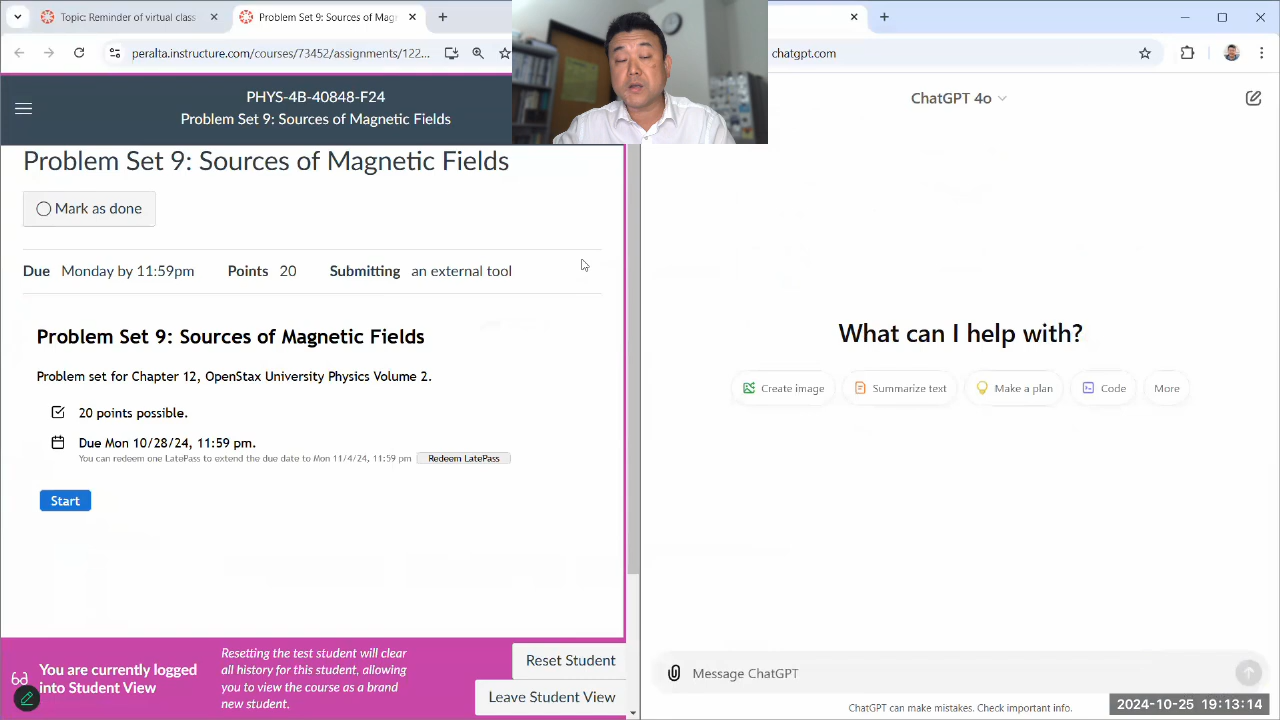 Topic: Reminder of virtual class
Problem Set 9: Sources of Mag
peralta.instructure.com/courses/73452/assignments/122...
chatgpt.com
PHYS-4B-40848-F24
Problem Set 9: Sources of Magnetic Fields
Problem Set 9: Sources of Magnetic Fields
Mark as done
Due Monday by 11:59pm Points 20 Submitting an external tool
Problem Set 9: Sources of Magnetic Fields
Problem set for Chapter 12, OpenStax University Physics Volume 2.
20 points possible.
Due Mon 10/28/24, 11:59 pm.
You can redeem one LatePass to extend the due date to Mon 11/4/24, 11:59 pm Redeem LatePass
Start
You are currently logged
into Student View
Resetting the test student will clear
all history for this student, allowing
you to view the course as a brand
new student.
Reset Student
Leave Student View
ChatGPT 4o
What can I help with?
Create image
Summarize text
Make a plan
Code
More
Message ChatGPT
ChatGPT can make mistakes. Check important info.
2024-10-25 19:13:14